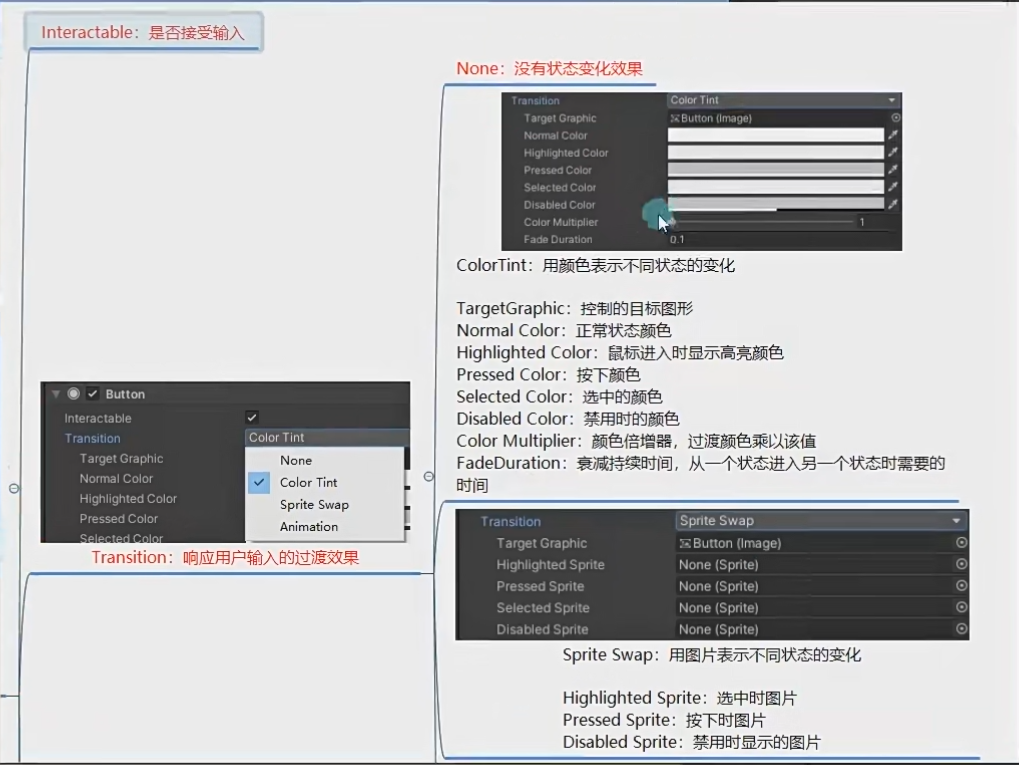 Interactable：是否接受输入
None：没有状态变化效果
Transition Color Tint
Target Graphic Button (Image)
Normal Color
Highlighted Color
Pressed Color
Selected Color
Disabled Color
Color Multiplier 1
Fade Duration 0.1
ColorTint：用颜色表示不同状态的变化
TargetGraphic：控制的目标图形
Normal Color：正常状态颜色
Highlighted Color：鼠标进入时显示高亮颜色
Pressed Color：按下颜色
Selected Color：选中的颜色
Disabled Color：禁用时的颜色
Color Multiplier：颜色倍增器，过渡颜色乘以该值
FadeDuration：衰减持续时间，从一个状态进入另一个状态时需要的
时间
Button
Interactable
Transition Color Tint
Target Graphic
Normal Color
Highlighted Color
Pressed Color
Selected Color
None
Color Tint
Sprite Swap
Animation
Transition：响应用户输入的过渡效果
Transition Sprite Swap
Target Graphic Button (Image)
Highlighted Sprite None (Sprite)
Pressed Sprite None (Sprite)
Selected Sprite None (Sprite)
Disabled Sprite None (Sprite)
Sprite Swap：用图片表示不同状态的变化
Highlighted Sprite：选中时图片
Pressed Sprite：按下时图片
Disabled Sprite：禁用时显示的图片